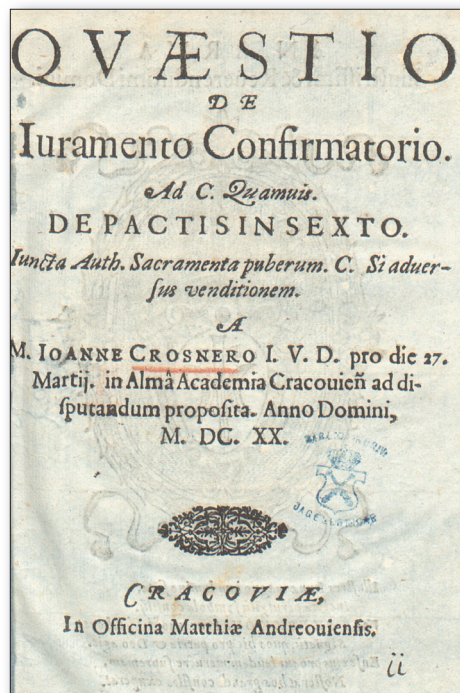 QVÆSTIO
DE
Iuramento Confirmatorio.
Ad C. Quamuis.
DE PACTIS IN SEXTO.
Iuncta Auth. Sacramenta puberum. C. Si aduer-
sus venditionem.
A
M. IOANNE CROSNERO I. V. D. pro die 27.
Martij. in Almâ Academia Cracouien̄ ad di-
sputandum proposita. Anno Domini,
M. DC. XX.
CRACOVIÆ,
In Officina Matthiæ Andreouiensis.
ii